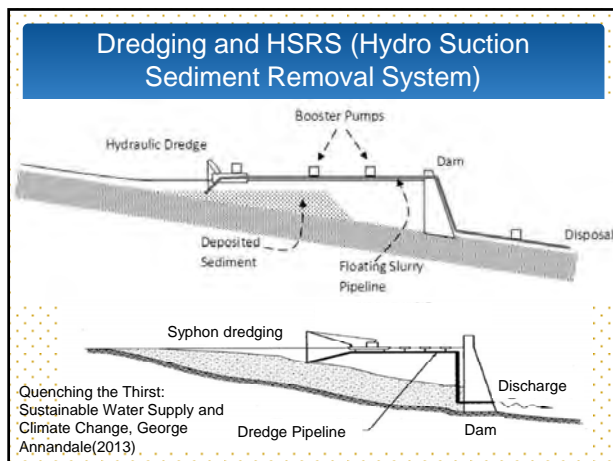 Dredging and HSRS (Hydro Suction
Sediment Removal System)
Booster Pumps
Hydraulic Dredge
Dam
Disposal
Deposited
Sediment
Floating Slurry
Pipeline
Syphon dredging
Discharge
Quenching the Thirst:
Sustainable Water Supply and
Climate Change, George
Annandale(2013)
Dredge Pipeline
Dam